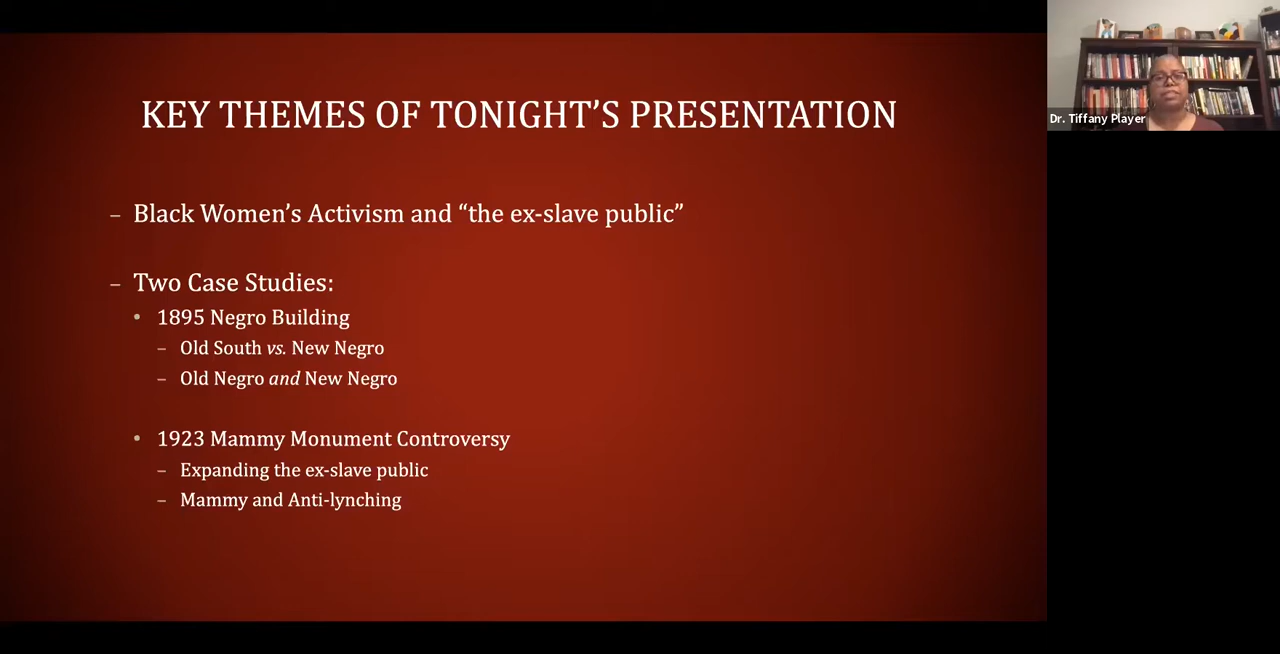 KEY THEMES OF TONIGHT’S PRESENTATION
– Black Women’s Activism and “the ex-slave public”
– Two Case Studies:
• 1895 Negro Building
– Old South vs. New Negro
– Old Negro and New Negro
• 1923 Mammy Monument Controversy
– Expanding the ex-slave public
– Mammy and Anti-lynching
Dr. Tiffany Player